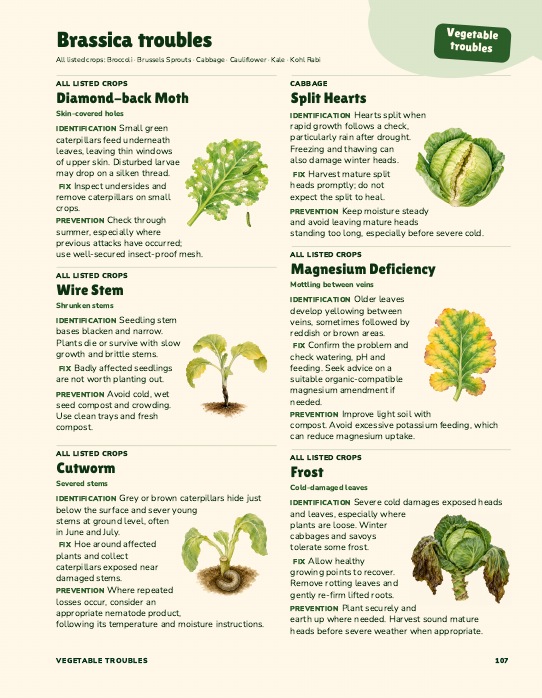 Brassica troubles
Vegetable
troubles
All listed crops: Broccoli · Brussels Sprouts · Cabbage · Cauliflower · Kale · Kohl Rabi
ALL LISTED CROPS
Diamond-back Moth
Skin-covered holes
IDENTIFICATION Small green
caterpillars feed underneath
leaves, leaving thin windows
of upper skin. Disturbed larvae
may drop on a silken thread.
FIX Inspect undersides and
remove caterpillars on small
crops.
PREVENTION Check through
summer, especially where
previous attacks have occurred;
use well-secured insect-proof mesh.
ALL LISTED CROPS
Wire Stem
Shrunken stems
IDENTIFICATION Seedling stem
bases blacken and narrow.
Plants die or survive with slow
growth and brittle stems.
FIX Badly affected seedlings
are not worth planting out.
PREVENTION Avoid cold, wet
seed compost and crowding.
Use clean trays and fresh
compost.
ALL LISTED CROPS
Cutworm
Severed stems
IDENTIFICATION Grey or brown caterpillars hide just
below the surface and sever young
stems at ground level, often
in June and July.
FIX Hoe around affected
plants and collect
caterpillars exposed near
damaged stems.
PREVENTION Where repeated
losses occur, consider an
appropriate nematode product,
following its temperature and moisture instructions.
CABBAGE
Split Hearts
IDENTIFICATION Hearts split when
rapid growth follows a check,
particularly rain after drought.
Freezing and thawing can
also damage winter heads.
FIX Harvest mature split
heads promptly; do not
expect the split to heal.
PREVENTION Keep moisture steady
and avoid leaving mature heads
standing too long, especially before severe cold.
ALL LISTED CROPS
Magnesium Deficiency
Mottling between veins
IDENTIFICATION Older leaves
develop yellowing between
veins, sometimes followed by
reddish or brown areas.
FIX Confirm the problem and
check watering, pH and
feeding. Seek advice on a
suitable organic-compatible
magnesium amendment if
needed.
PREVENTION Improve light soil with
compost. Avoid excessive potassium feeding, which
can reduce magnesium uptake.
ALL LISTED CROPS
Frost
Cold-damaged leaves
IDENTIFICATION Severe cold damages exposed heads
and leaves, especially where
plants are loose. Winter
cabbages and savoys
tolerate some frost.
FIX Allow healthy
growing points to recover.
Remove rotting leaves and
gently re-firm lifted roots.
PREVENTION Plant securely and
earth up where needed. Harvest sound mature
heads before severe weather when appropriate.
VEGETABLE TROUBLES
107